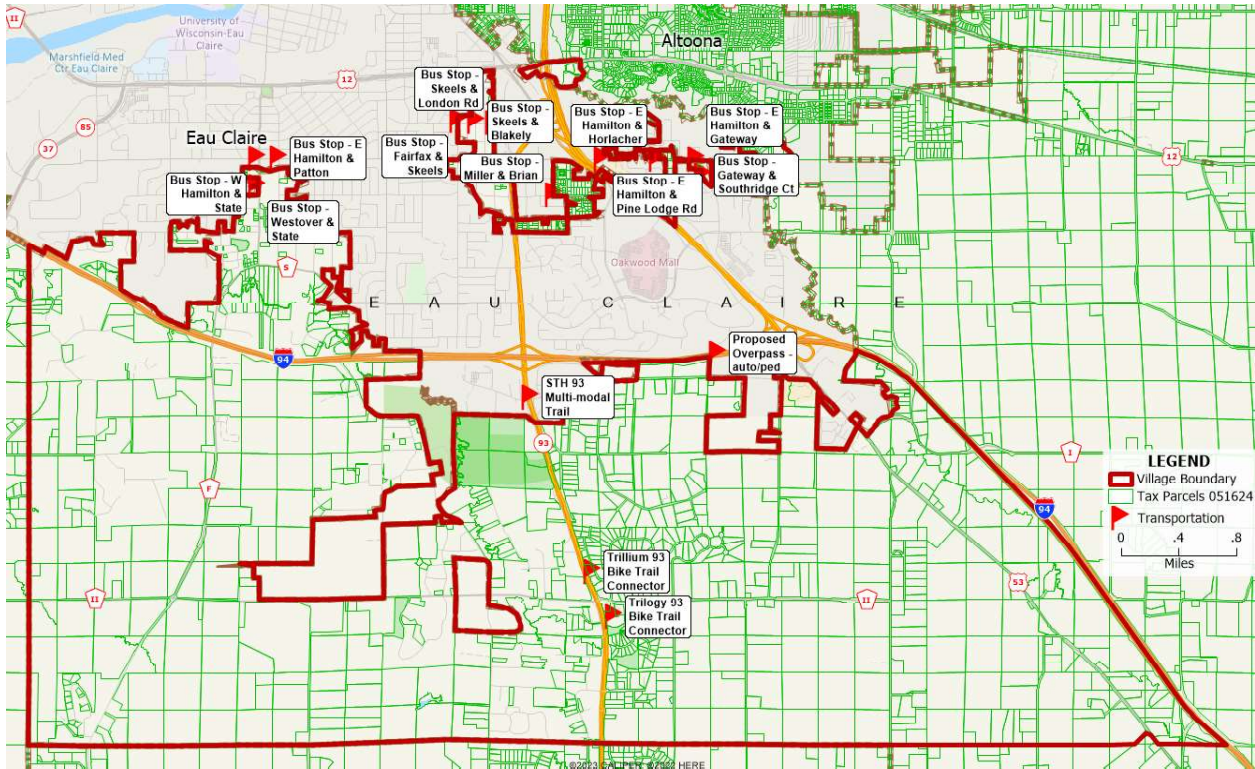 II
University of
Wisconsin-Eau
Claire
Marshfield Med
Ctr Eau Claire
12
85
37
Altoona
Eau Claire
Bus Stop -
Skeels &
London Rd
Bus Stop -
Skeels &
Blakely
Bus Stop - E
Hamilton &
Horlacher
Bus Stop - E
Hamilton &
Gateway
Bus Stop - E
Hamilton &
Patton
Bus Stop -
Fairfax &
Skeels
Bus Stop -
Miller & Brian
Bus Stop -
Gateway &
Southridge Ct
12
Bus Stop - W
Hamilton &
State
Bus Stop -
Westover &
State
Bus Stop - E
Hamilton &
Pine Lodge Rd
Oakwood Mall
S
E A U C L A I R E
94
Proposed
Overpass -
auto/ped
STH 93
Multi-modal
Trail
93
I
F
94
LEGEND
Village Boundary
Tax Parcels 051624
Transportation
0 .4 .8
Miles
53
Trillium 93
Bike Trail
Connector
II
II
Trilogy 93
Bike Trail
Connector
©2023 CALIPER; ©2022 HERE